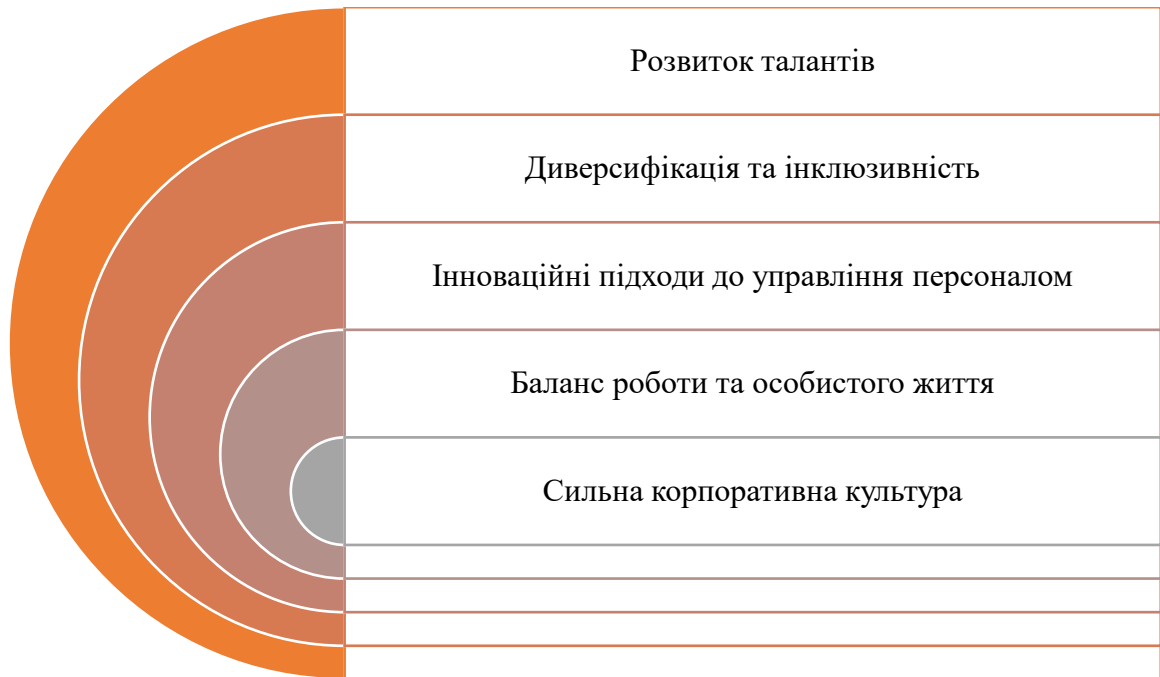 Розвиток талантів
Диверсифікація та інклюзивність
Інноваційні підходи до управління персоналом
Баланс роботи та особистого життя
Сильна корпоративна культура